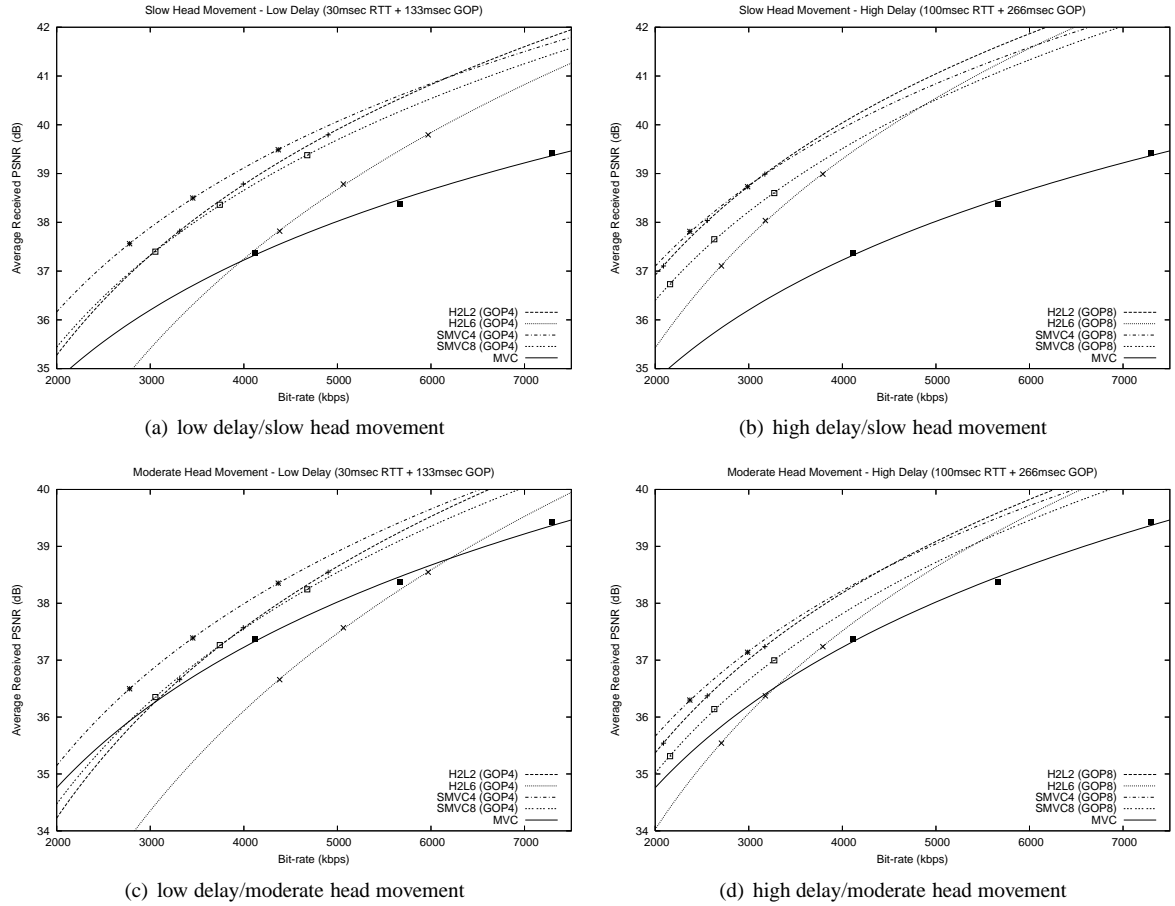 Slow Head Movement - Low Delay (30msec RTT + 133msec GOP)
42
41
40
39
38
37
36
35
Average Received PSNR (dB)
H2L2 (GOP4)
H2L6 (GOP4)
SMVC4 (GOP4)
SMVC8 (GOP4)
MVC
2000 3000 4000 5000 6000 7000
Bit-rate (kbps)
(a) low delay/slow head movement
Slow Head Movement - High Delay (100msec RTT + 266msec GOP)
42
41
40
39
38
37
36
35
Average Received PSNR (dB)
H2L2 (GOP8)
H2L6 (GOP8)
SMVC4 (GOP8)
SMVC8 (GOP8)
MVC
2000 3000 4000 5000 6000 7000
Bit-rate (kbps)
(b) high delay/slow head movement
Moderate Head Movement - Low Delay (30msec RTT + 133msec GOP)
40
39
38
37
36
35
34
Average Received PSNR (dB)
H2L2 (GOP4)
H2L6 (GOP4)
SMVC4 (GOP4)
SMVC8 (GOP4)
MVC
2000 3000 4000 5000 6000 7000
Bit-rate (kbps)
(c) low delay/moderate head movement
Moderate Head Movement - High Delay (100msec RTT + 266msec GOP)
40
39
38
37
36
35
34
Average Received PSNR (dB)
H2L2 (GOP8)
H2L6 (GOP8)
SMVC4 (GOP8)
SMVC8 (GOP8)
MVC
2000 3000 4000 5000 6000 7000
Bit-rate (kbps)
(d) high delay/moderate head movement